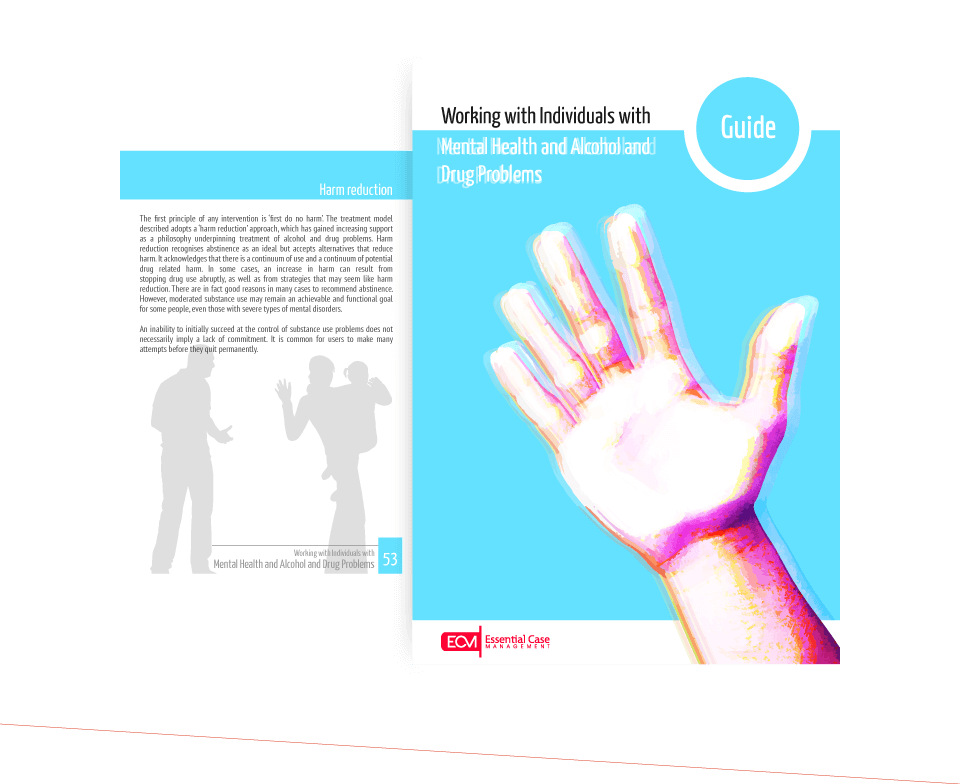 Working with Individuals with
Mental Health and Alcohol and
Drug Problems
Guide
Harm reduction
The first principle of any intervention is 'first do no harm'. The treatment model
described adopts a 'harm reduction' approach, which has gained increasing support
as a philosophy underpinning treatment of alcohol and drug problems. Harm
reduction recognises abstinence as an ideal but accepts alternatives that reduce
harm. It acknowledges that there is a continuum of use and a continuum of potential
drug related harm. In some cases, an increase in harm can result from
stopping drug use abruptly, as well as from strategies that may seem like harm
reduction. There are in fact good reasons in many cases to recommend abstinence.
However, moderated substance use may remain an achievable and functional goal
for some people, even those with severe types of mental disorders.
An inability to initially succeed at the control of substance use problems does not
necessarily imply a lack of commitment. It is common for users to make many
attempts before they quit permanently.
Working with Individuals with
Mental Health and Alcohol and Drug Problems
53
ECM
Essential Case
MANAGEMENT